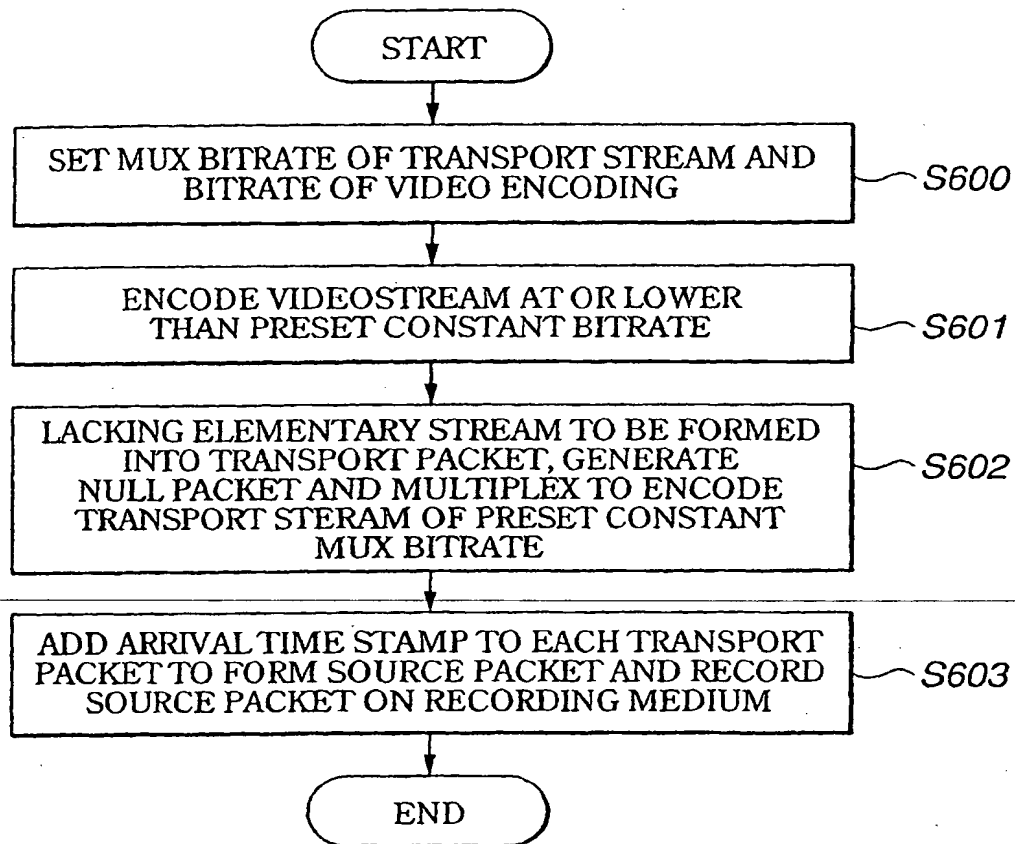 START
SET MUX BITRATE OF TRANSPORT STREAM AND
BITRATE OF VIDEO ENCODING
S600
ENCODE VIDEOSTREAM AT OR LOWER
THAN PRESET CONSTANT BITRATE
S601
LACKING ELEMENTARY STREAM TO BE FORMED
INTO TRANSPORT PACKET, GENERATE
NULL PACKET AND MULTIPLEX TO ENCODE
TRANSPORT STERAM OF PRESET CONSTANT
MUX BITRATE
S602
ADD ARRIVAL TIME STAMP TO EACH TRANSPORT
PACKET TO FORM SOURCE PACKET AND RECORD
SOURCE PACKET ON RECORDING MEDIUM
S603
END